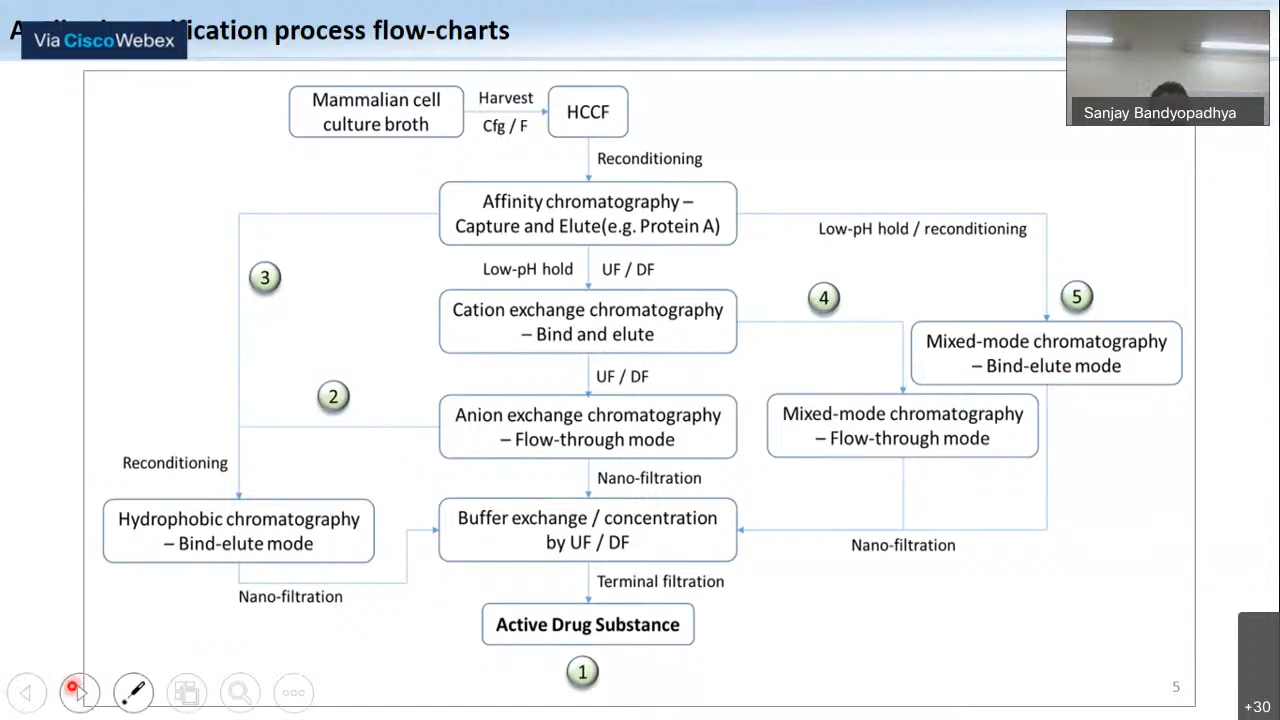 Via Cisco Webex
process flow-charts
Sanjay Bandyopadhya
Mammalian cell
culture broth
Harvest
Cfg / F
HCCF
Reconditioning
Affinity chromatography –
Capture and Elute(e.g. Protein A)
Low-pH hold / reconditioning
3
Low-pH hold
UF / DF
4
5
Cation exchange chromatography
– Bind and elute
Mixed-mode chromatography
– Bind-elute mode
UF / DF
2
Anion exchange chromatography
– Flow-through mode
Mixed-mode chromatography
– Flow-through mode
Reconditioning
Nano-filtration
Hydrophobic chromatography
– Bind-elute mode
Buffer exchange / concentration
by UF / DF
Nano-filtration
Terminal filtration
Nano-filtration
Active Drug Substance
1
5
+30